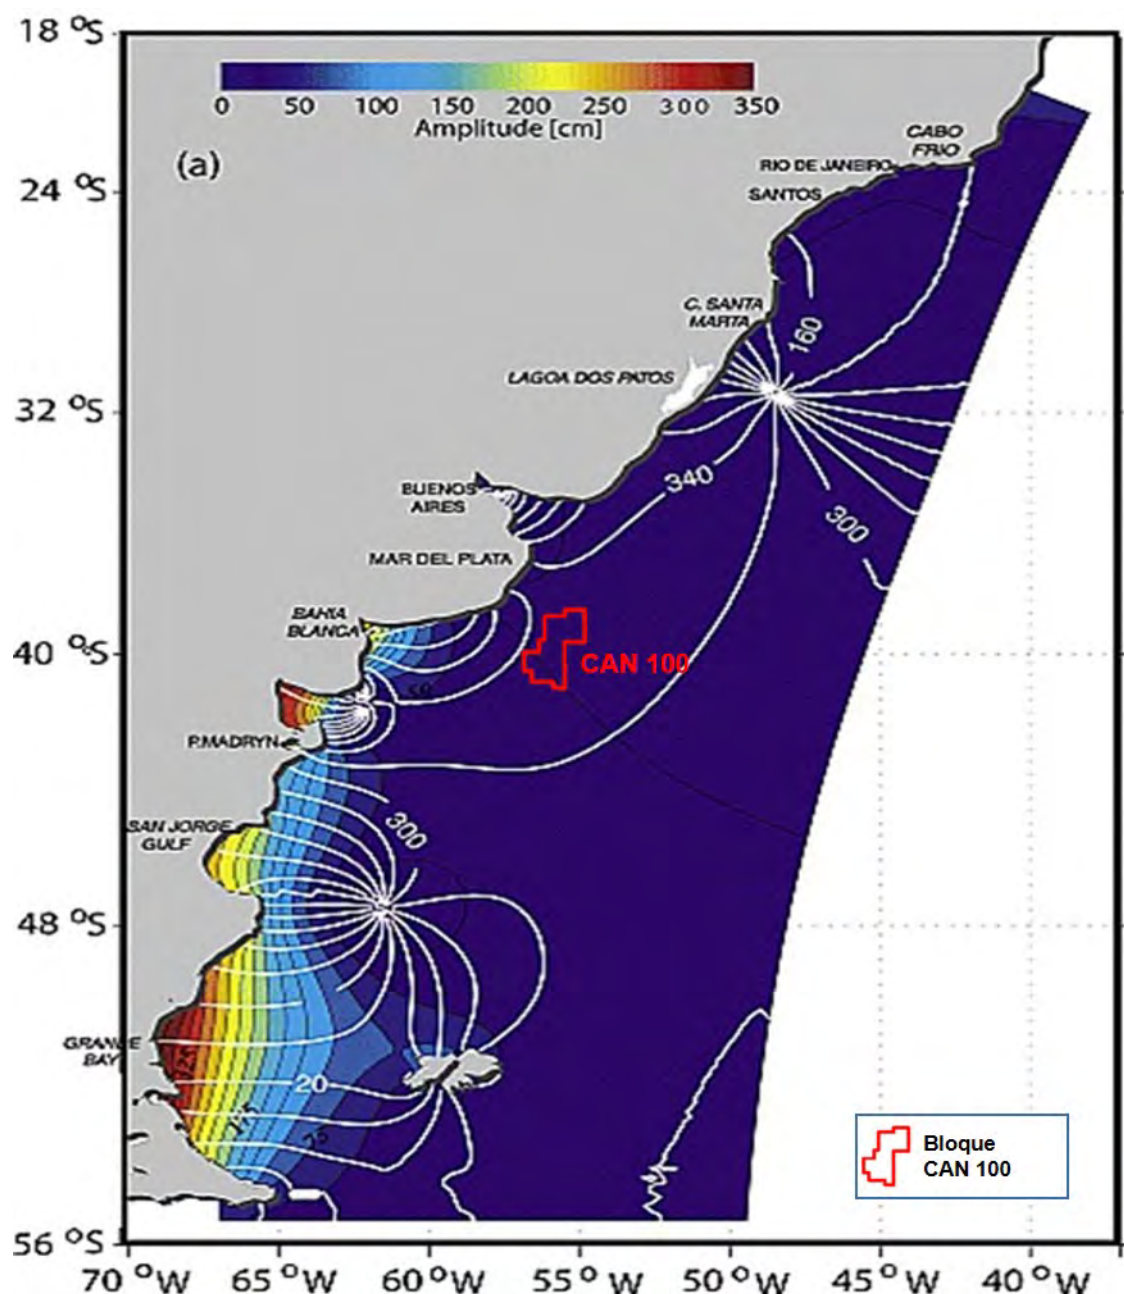 18 °S
0 50 100 150 200 250 300 350
Amplitude [cm]
(a)
CABO
FRIO
RIO DE JANEIRO
24 °S
SANTOS
C. SANTA
MARTA
160
LAGOA DOS PATOS
32 °S
340
BUENOS
AIRES
300
MAR DEL PLATA
BAHIA
BLANCA
40 °S
CAN 100
P.MADRYN
SAN JORGE
GULF
300
48 °S
GRANDE
BAY
20
175
75
Bloque
CAN 100
56 °S
70 °W 65 °W 60 °W 55 °W 50 °W 45 °W 40 °W